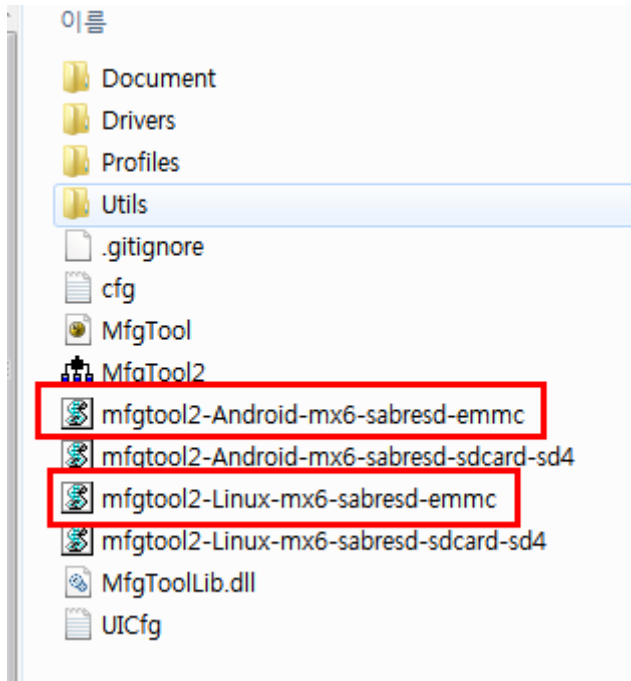 이름
Document
Drivers
Profiles
Utils
.gitignore
cfg
MfgTool
MfgTool2
mfgtool2-Android-mx6-sabresd-emmc
mfgtool2-Android-mx6-sabresd-sdcard-sd4
mfgtool2-Linux-mx6-sabresd-emmc
mfgtool2-Linux-mx6-sabresd-sdcard-sd4
MfgToolLib.dll
UICfg